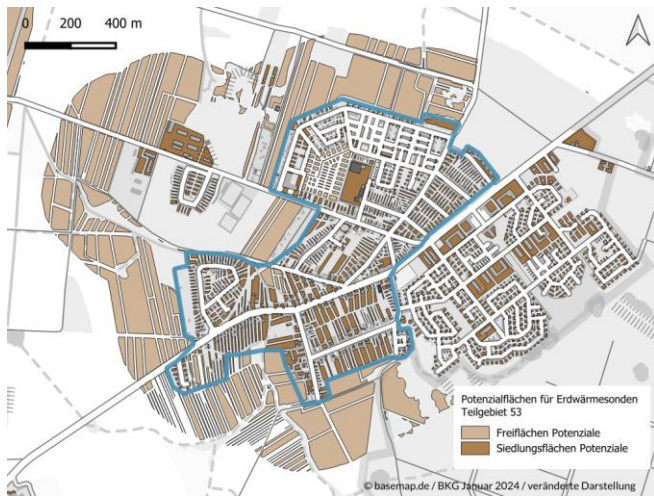 0 200 400 m
Potenzialflächen für Erdwärmesonden
Teilgebiet 53
Freiflächen Potenziale
Siedlungsflächen Potenziale
© basemap.de / BKG Januar 2024 / veränderte Darstellung